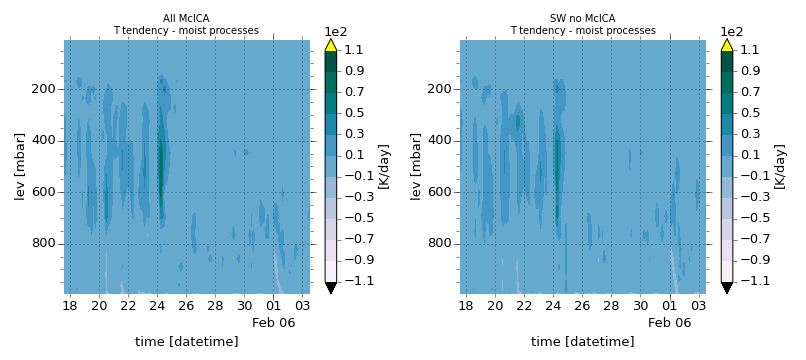 All McICA
T tendency - moist processes
1e2
200
400
600
800
lev [mbar]
18 20 22 24 26 28 30 01 03
Feb 06
time [datetime]
1.1
0.9
0.7
0.5
0.3
0.1
−0.1
−0.3
−0.5
−0.7
−0.9
−1.1
[K/day]
SW no McICA
T tendency - moist processes
1e2
200
400
600
800
lev [mbar]
18 20 22 24 26 28 30 01 03
Feb 06
time [datetime]
1.1
0.9
0.7
0.5
0.3
0.1
−0.1
−0.3
−0.5
−0.7
−0.9
−1.1
[K/day]